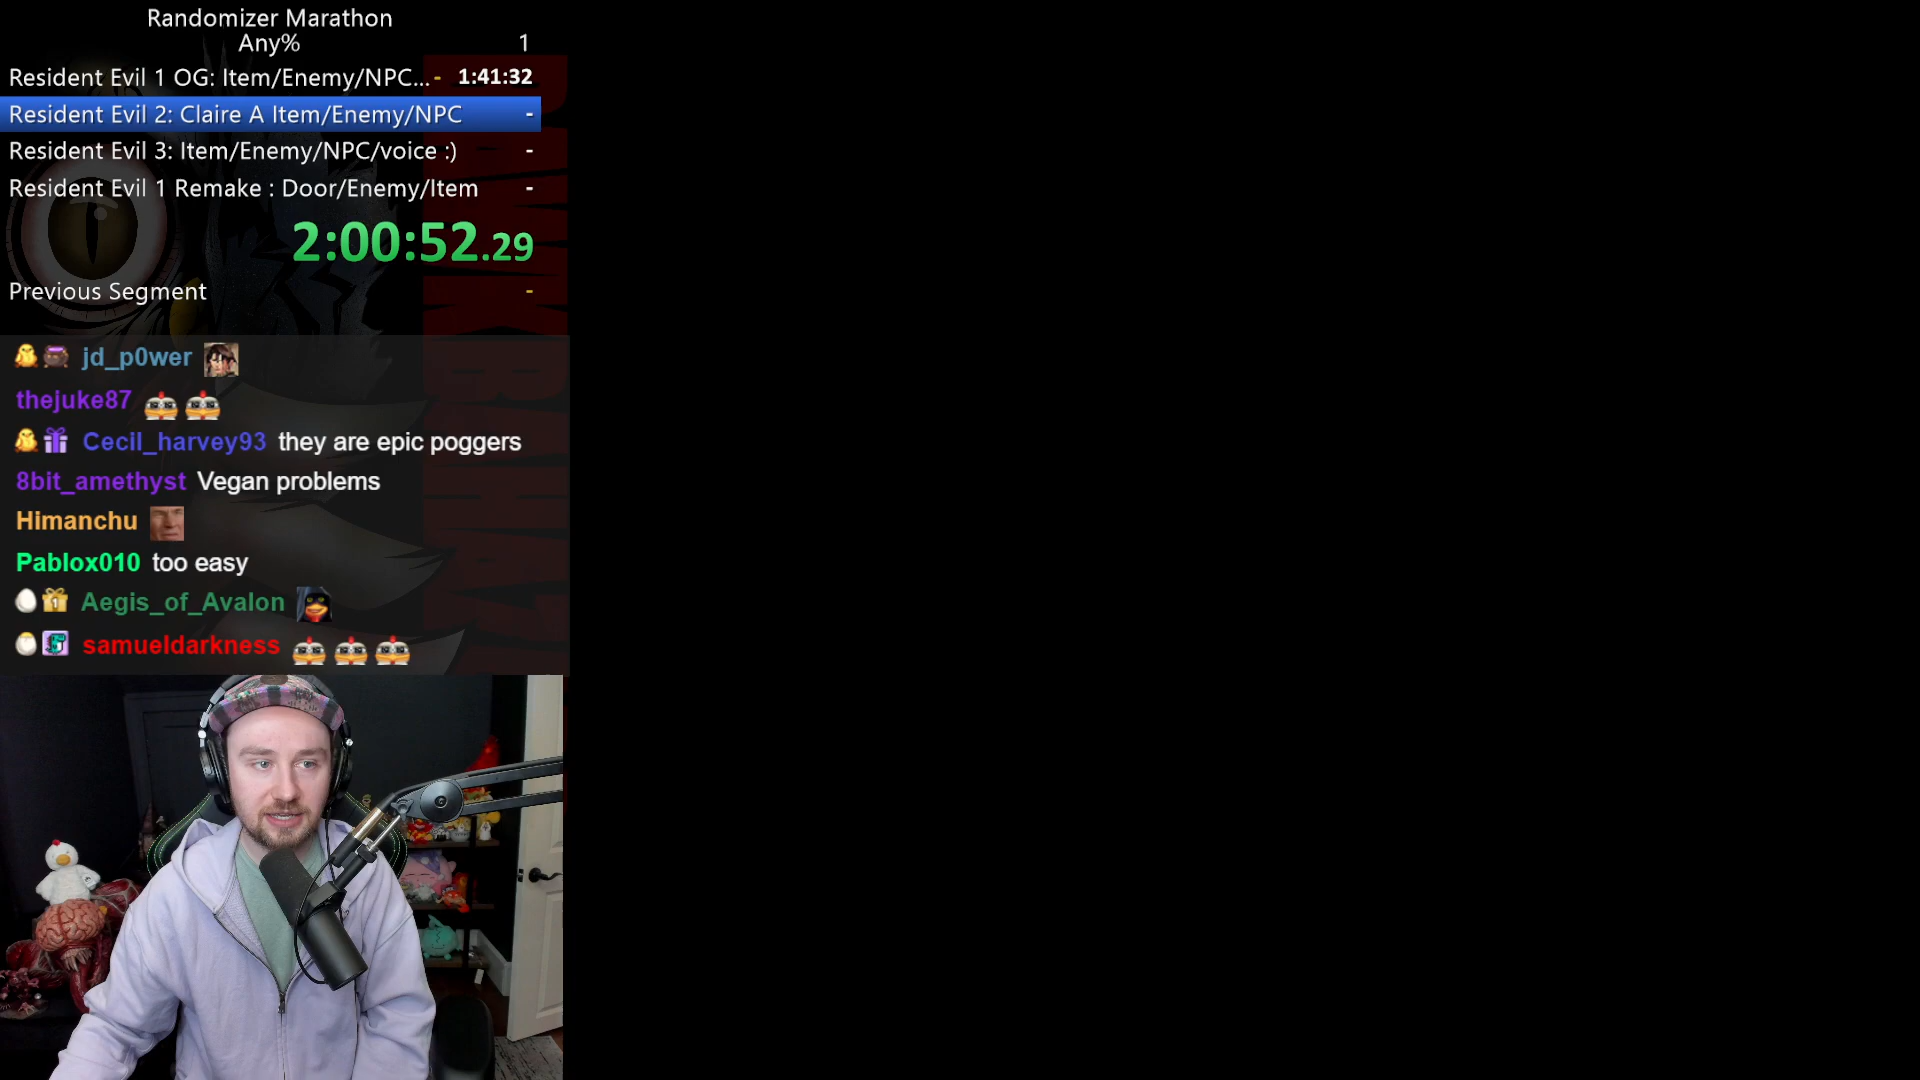 Randomizer Marathon
Any% 1
Resident Evil 1 OG: Item/Enemy/NPC... - 1:41:32
Resident Evil 2: Claire A Item/Enemy/NPC -
Resident Evil 3: Item/Enemy/NPC/voice :) -
Resident Evil 1 Remake : Door/Enemy/Item -
2:00:52.29
Previous Segment -
jd_p0wer
thejuke87
Cecil_harvey93 they are epic poggers
8bit_amethyst Vegan problems
Himanchu
Pablox010 too easy
Aegis_of_Avalon
samueldarkness